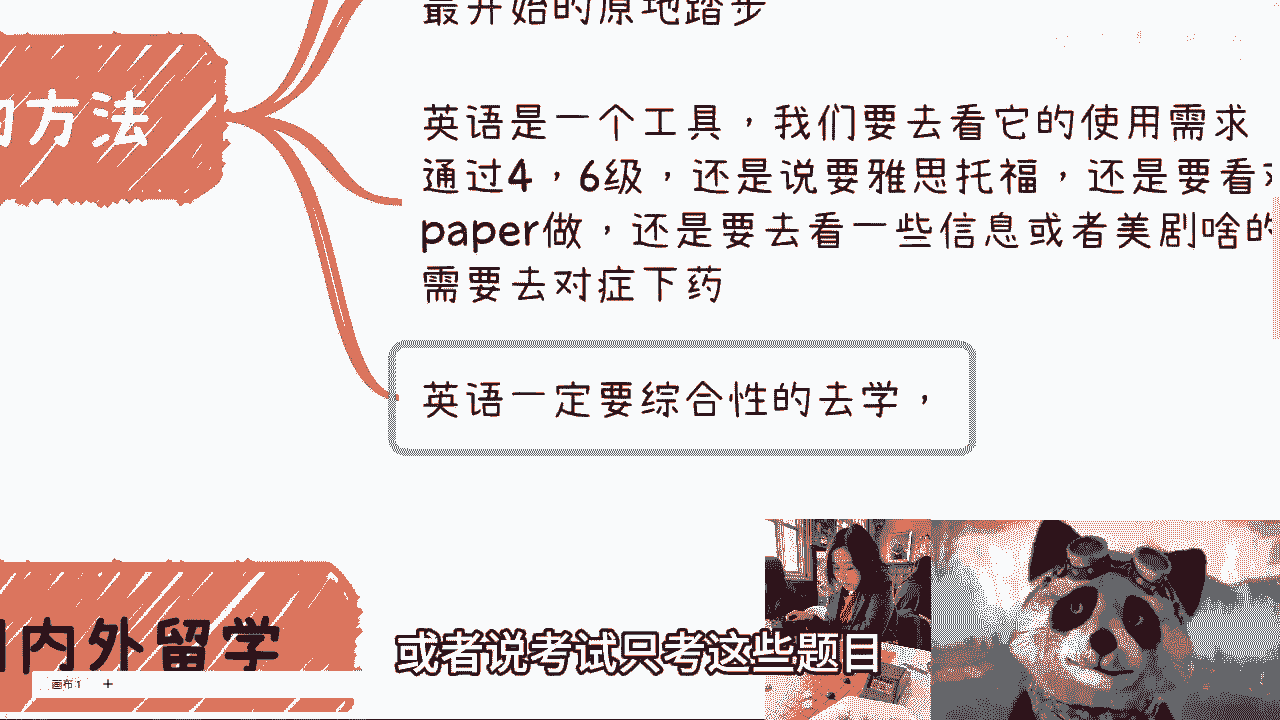 最开始的原地踏步
方法
英语是一个工具，我们要去看它的使用需求
通过4，6级，还是说要雅思托福，还是要看
paper做，还是要去看一些信息或者美剧啥的
需要去对症下药
英语一定要综合性的去学，
内外留学
或者说考试只考这些题目
画布1